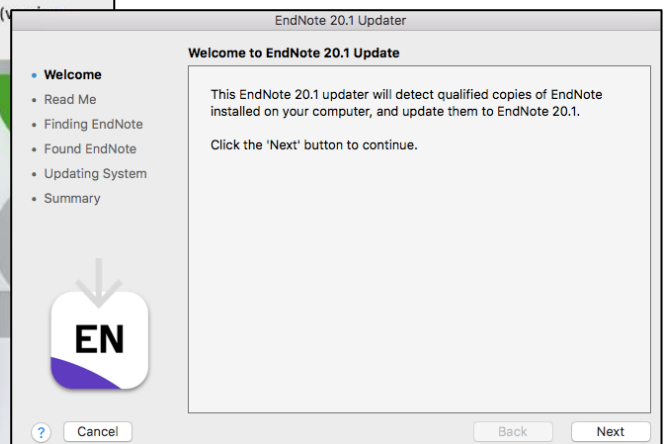 EndNote 20.1 Updater
Welcome to EndNote 20.1 Update
• Welcome
• Read Me
• Finding EndNote
• Found EndNote
• Updating System
• Summary
This EndNote 20.1 updater will detect qualified copies of EndNote
installed on your computer, and update them to EndNote 20.1.
Click the 'Next' button to continue.
EN
? Cancel
Back Next